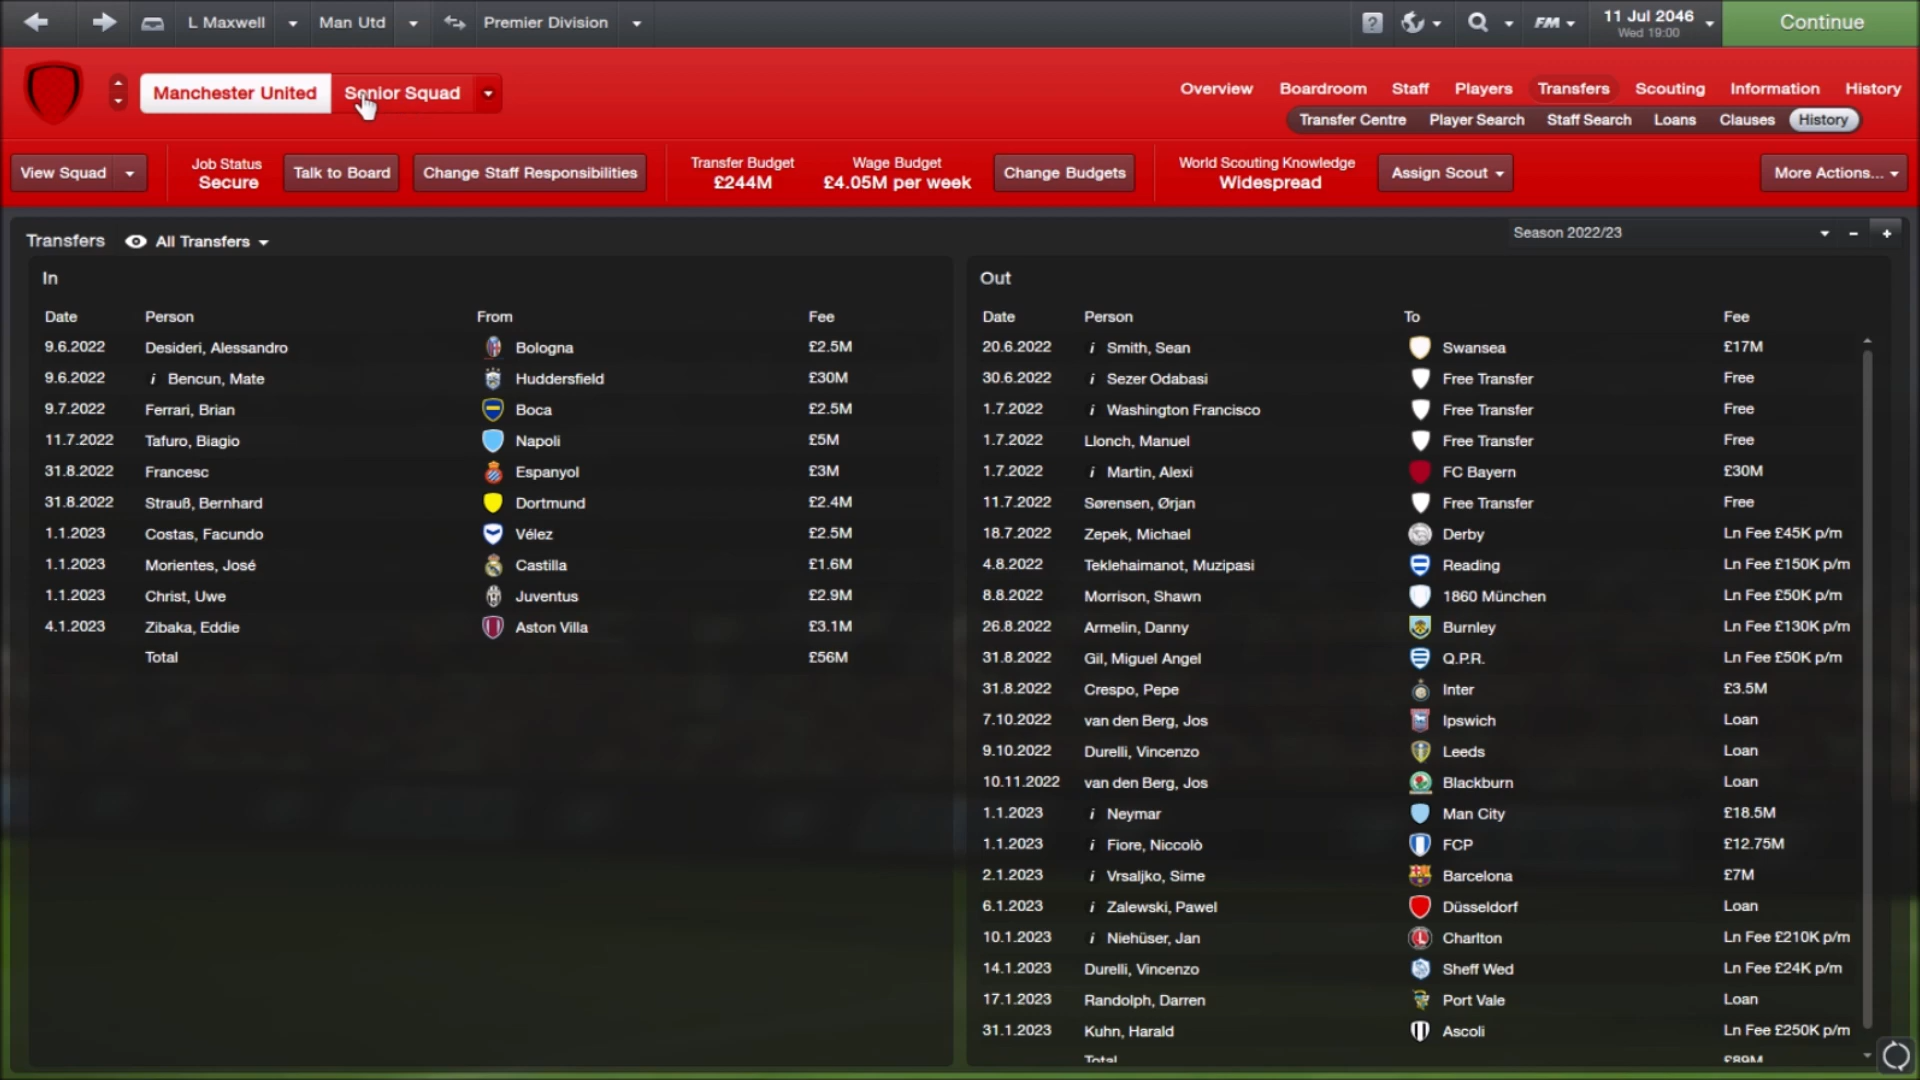 L Maxwell Man Utd Premier Division ? FM 11 Jul 2046 Continue
Wed 19:00
Manchester United Senior Squad
Overview Boardroom Staff Players Transfers Scouting Information History
Transfer Centre Player Search Staff Search Loans Clauses History
View Squad Job Status Talk to Board Change Staff Responsibilities Transfer Budget Wage Budget Change Budgets World Scouting Knowledge Assign Scout More Actions...
Secure £244M £4.05M per week Widespread
Transfers All Transfers Season 2022/23 - +
In
Date Person From Fee
9.6.2022 Desideri, Alessandro Bologna £2.5M
9.6.2022 i Bencun, Mate Huddersfield £30M
9.7.2022 Ferrari, Brian Boca £2.5M
11.7.2022 Tafuro, Biagio Napoli £5M
31.8.2022 Francesc Espanyol £3M
31.8.2022 Strauß, Bernhard Dortmund £2.4M
1.1.2023 Costas, Facundo Vélez £2.5M
1.1.2023 Morientes, José Castilla £1.6M
1.1.2023 Christ, Uwe Juventus £2.9M
4.1.2023 Zibaka, Eddie Aston Villa £3.1M
Total £56M
Out
Date Person To Fee
20.6.2022 i Smith, Sean Swansea £17M
30.6.2022 i Sezer Odabasi Free Transfer Free
1.7.2022 i Washington Francisco Free Transfer Free
1.7.2022 Llonch, Manuel Free Transfer Free
1.7.2022 i Martin, Alexi FC Bayern £30M
11.7.2022 Sørensen, Ørjan Free Transfer Free
18.7.2022 Zepek, Michael Derby Ln Fee £45K p/m
4.8.2022 Teklehaimanot, Muzipasi Reading Ln Fee £150K p/m
8.8.2022 Morrison, Shawn 1860 München Ln Fee £50K p/m
26.8.2022 Armelin, Danny Burnley Ln Fee £130K p/m
31.8.2022 Gil, Miguel Angel Q.P.R. Ln Fee £50K p/m
31.8.2022 Crespo, Pepe Inter £3.5M
7.10.2022 van den Berg, Jos Ipswich Loan
9.10.2022 Durelli, Vincenzo Leeds Loan
10.11.2022 van den Berg, Jos Blackburn Loan
1.1.2023 i Neymar Man City £18.5M
1.1.2023 i Fiore, Niccolò FCP £12.75M
2.1.2023 i Vrsaljko, Sime Barcelona £7M
6.1.2023 i Zalewski, Pawel Düsseldorf Loan
10.1.2023 i Niehüser, Jan Charlton Ln Fee £210K p/m
14.1.2023 Durelli, Vincenzo Sheff Wed Ln Fee £24K p/m
17.1.2023 Randolph, Darren Port Vale Loan
31.1.2023 Kuhn, Harald Ascoli Ln Fee £250K p/m
Total £89M